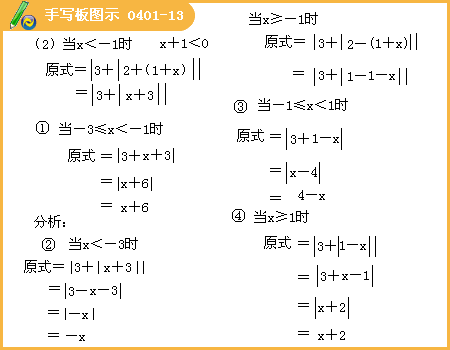 手写板图示 0401-13
(2) 当x＜-1时 x+1＜0
原式=|3+|2+(1+x)||
=|3+|x+3||
① 当-3≤x＜-1时
原式=|3+x+3|
=|x+6|
= x+6
分析：
② 当x＜-3时
原式=|3+|x+3||
=|3-x-3|
=|-x|
= -x
当x≥-1时
原式=|3+|2-(1+x)||
=|3+|1-1-x||
③ 当-1≤x＜1时
原式=|3+1-x|
=|x-4|
= 4-x
④ 当x≥1时
原式=|3+|1-x||
=|3+x-1|
=|x+2|
= x+2